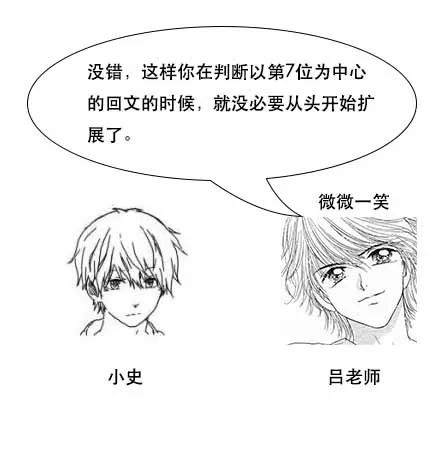 没错，这样你在判断以第7位为中心
的回文的时候，就没必要从头开始扩
展了。
微微一笑
小史
吕老师